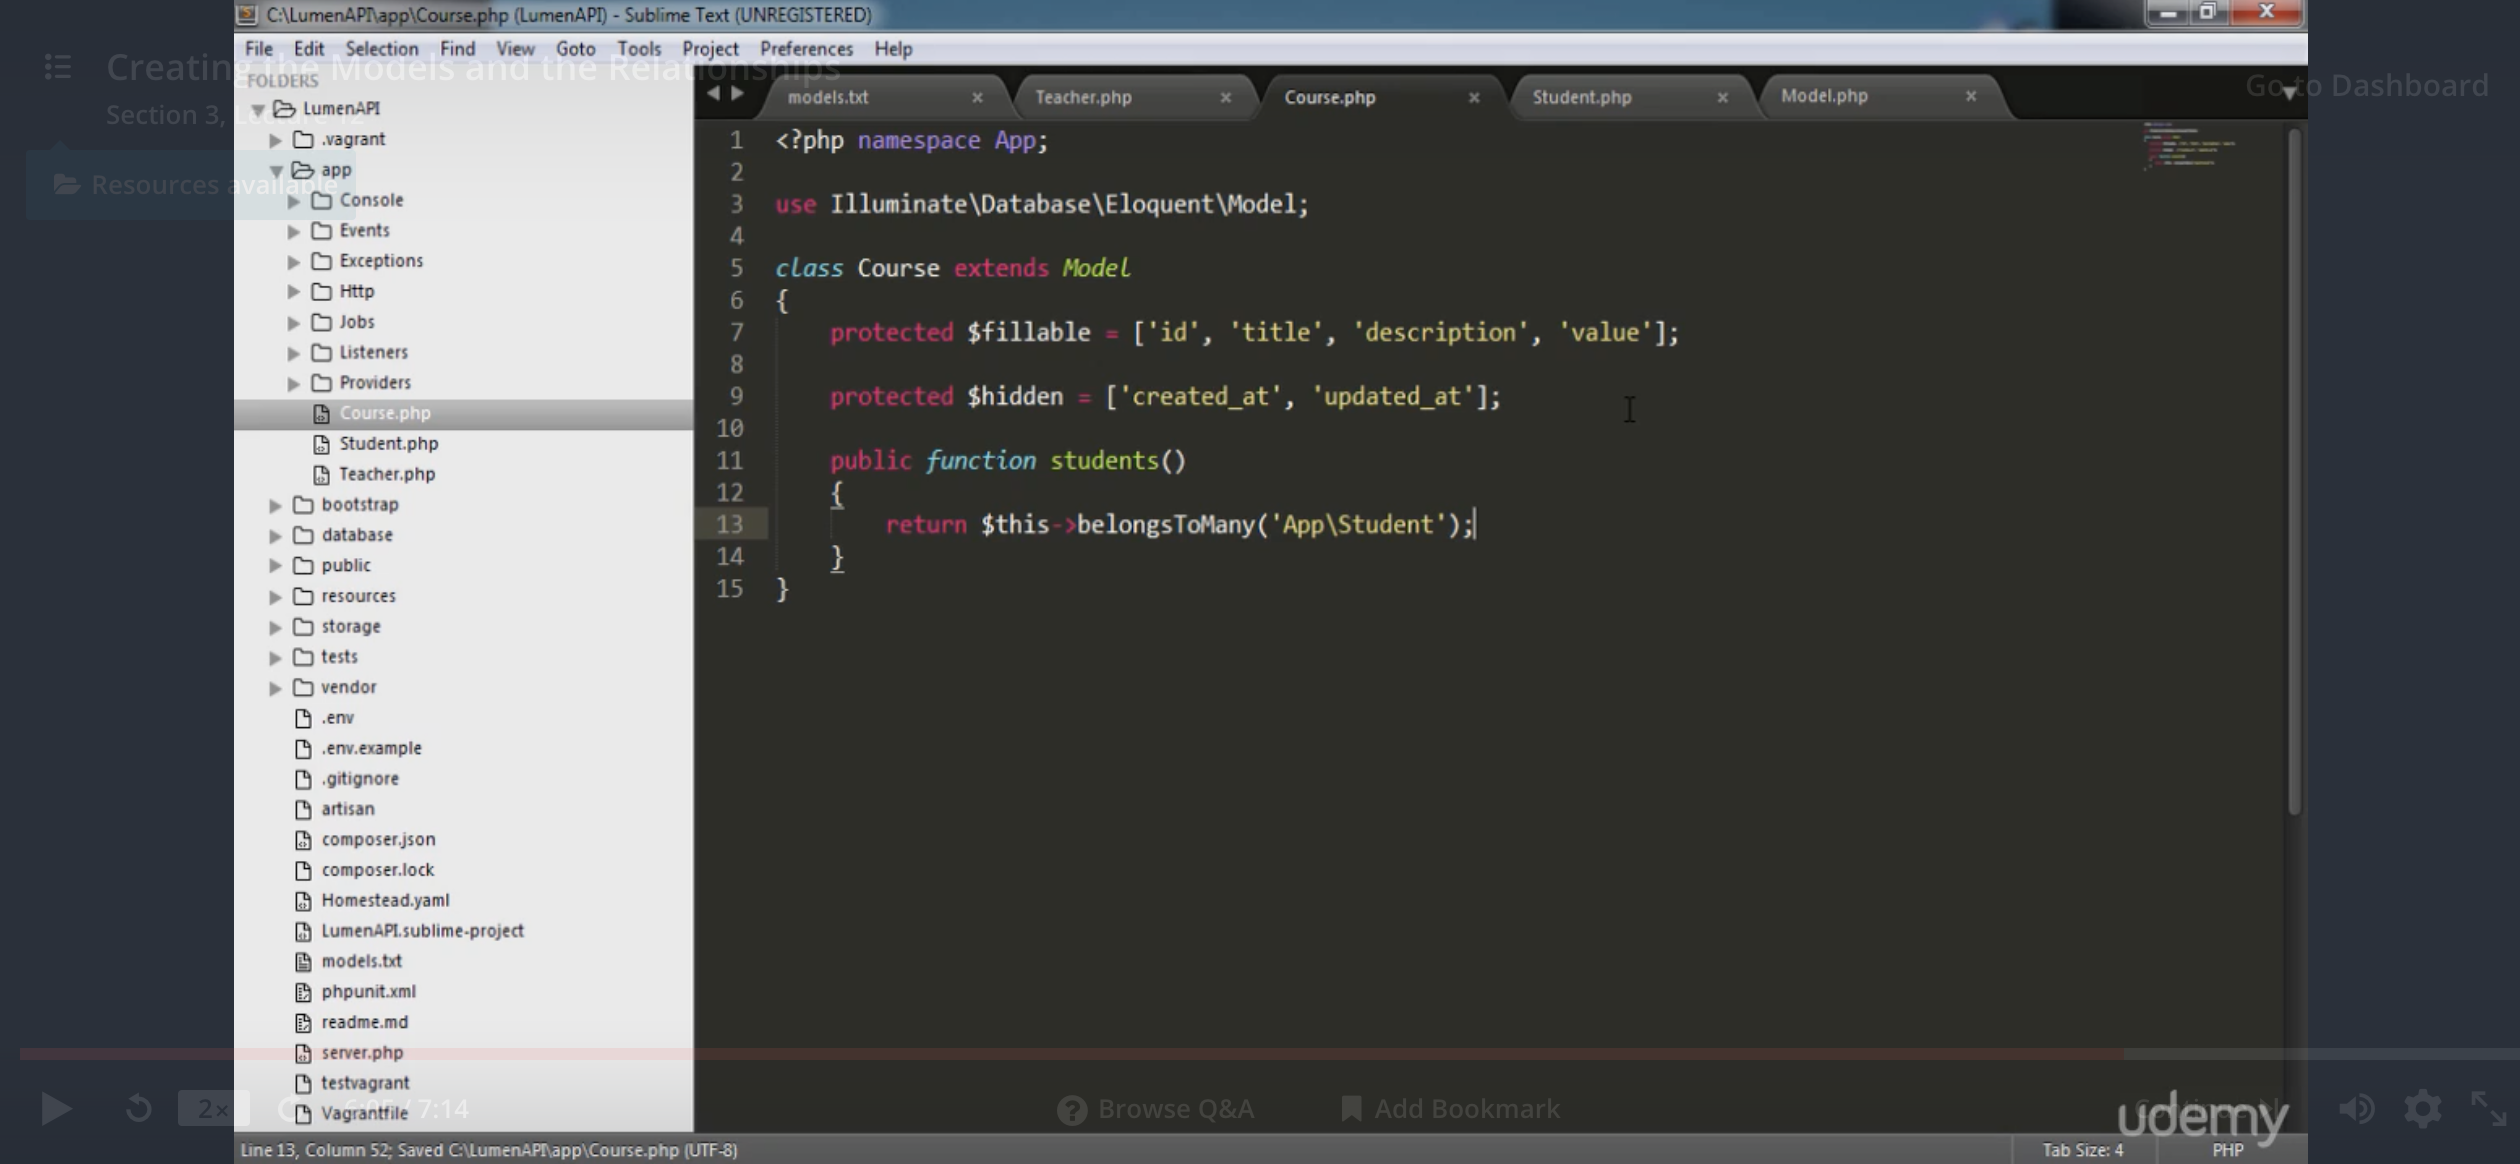 C:\LumenAPI\app\Course.php (LumenAPI) - Sublime Text (UNREGISTERED)
File Edit Selection Find View Goto Tools Project Preferences Help
Creating the Models and the Relationships
Go to Dashboard
Section 3,
Resources available
FOLDERS
LumenAPI
.vagrant
app
Console
Events
Exceptions
Http
Jobs
Listeners
Providers
Course.php
Student.php
Teacher.php
bootstrap
database
public
resources
storage
tests
vendor
.env
.env.example
.gitignore
artisan
composer.json
composer.lock
Homestead.yaml
LumenAPI.sublime-project
models.txt
phpunit.xml
readme.md
server.php
testvagrant
Vagrantfile
models.txt Teacher.php Course.php Student.php Model.php
1 <?php namespace App;
2
3 use Illuminate\Database\Eloquent\Model;
4
5 class Course extends Model
6 {
7 protected $fillable = ['id', 'title', 'description', 'value'];
8
9 protected $hidden = ['created_at', 'updated_at'];
10
11 public function students()
12 {
13 return $this->belongsToMany('App\Student');
14 }
15 }
2x
/ 7:14
Browse Q&A
Add Bookmark
udemy
Line 13, Column 52; Saved C:\LumenAPI\app\Course.php (UTF-8)
Tab Size: 4
PHP